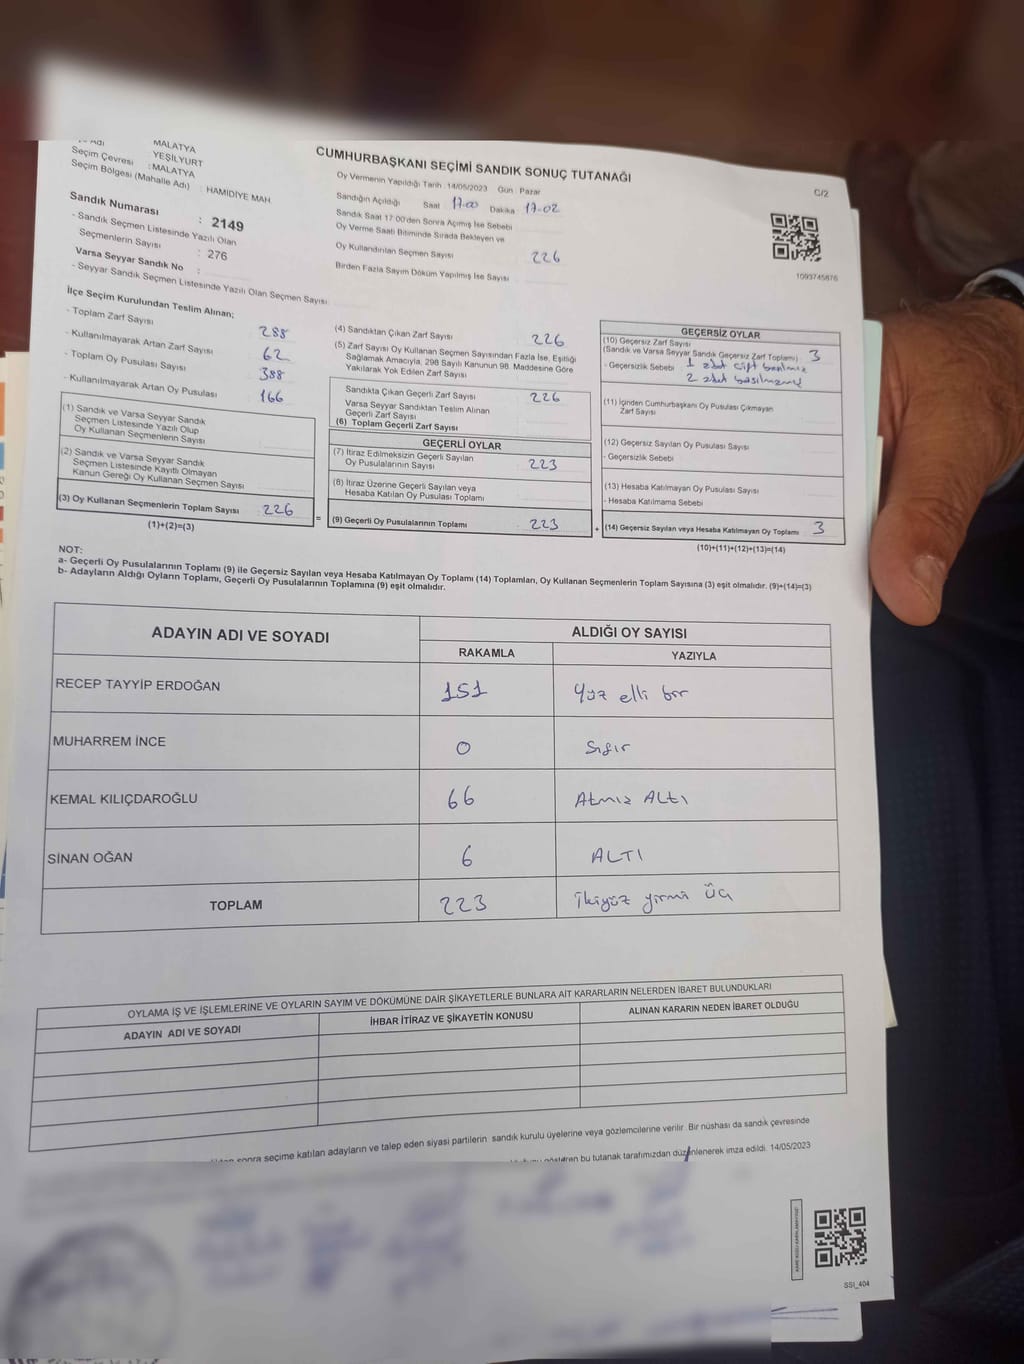 MALATYA
YEŞİLYURT
Seçim Çevresi : MALATYA
Seçim Bölgesi (Mahalle Adı) : HAMIDIYE MAH.
Sandık Numarası : 2149
- Sandık Seçmen Listesinde Yazılı Olan
Seçmenlerin Sayısı : 276
Varsa Seyyar Sandık No :
- Seyyar Sandık Seçmen Listesinde Yazılı Olan Seçmen Sayısı
CUMHURBAŞKANI SEÇİMİ SANDIK SONUÇ TUTANAĞI
C/2
Oy Vermenin Yapıldığı Tarih : 14/05/2023 Gün : Pazar
Sandığın Açıldığı Saat 17.00 Dakika 17-02
Sandık Saat 17:00'den Sonra Açımış İse Sebebi
Oy Verme Saati Bitiminde Sırada Bekleyen ve
Oy Kullandırılan Seçmen Sayısı 226
Birden Fazla Sayım Döküm Yapılmış İse Sayısı
1093745876
İlçe Seçim Kurulundan Teslim Alınan;
- Toplam Zarf Sayısı 288
- Kullanılmayarak Artan Zarf Sayısı 62
- Toplam Oy Pusulası Sayısı 388
- Kullanılmayarak Artan Oy Pusulası 166
(1) Sandık ve Varsa Seyyar Sandık
Seçmen Listesinde Yazılı Olup
Oy Kullanan Seçmenlerin Sayısı
(2) Sandık ve Varsa Seyyar Sandık
Seçmen Listesinde Kayıtlı Olmayan
Kanun Gereği Oy Kullanan Seçmen Sayısı
(3) Oy Kullanan Seçmenlerin Toplam Sayısı : 226
(1)+(2)=(3)
=
(4) Sandıktan Çıkan Zarf Sayısı 226
(5) Zarf Sayısı Oy Kullanan Seçmen Sayısından Fazla İse, Eşitliği
Sağlamak Amacıyla, 298 Sayılı Kanunun 98. Maddesine Göre
Yakılarak Yok Edilen Zarf Sayısı
Sandıkta Çıkan Geçerli Zarf Sayısı 226
Varsa Seyyar Sandıktan Teslim Alınan
Geçerli Zarf Sayısı
(6) Toplam Geçerli Zarf Sayısı
GEÇERLİ OYLAR
(7) İtiraz Edilmeksizin Geçerli Sayılan
Oy Pusulalarının Sayısı 223
(8) İtiraz Üzerine Geçerli Sayılan veya
Hesaba Katılan Oy Pusulası Toplamı
(9) Geçerli Oy Pusulalarının Toplamı 223
+
GEÇERSİZ OYLAR
(10) Geçersiz Zarf Sayısı
(Sandık ve Varsa Seyyar Sandık Geçersiz Zarf Toplamı) 3
- Geçersizlik Sebebi : 1 adet çift
2 adet
(11) İçinden Cumhurbaşkanı Oy Pusulası Çıkmayan
Zarf Sayısı
(12) Geçersiz Sayılan Oy Pusulası Sayısı
- Geçersizlik Sebebi
(13) Hesaba Katılmayan Oy Pusulası Sayısı
- Hesaba Katılmama Sebebi
(14) Geçersiz Sayılan veya Hesaba Katılmayan Oy Toplamı 3
(10)+(11)+(12)+(13)=(14)
NOT:
a- Geçerli Oy Pusulalarının Toplamı (9) ile Geçersiz Sayılan veya Hesaba Katılmayan Oy Toplamı (14) Toplamları, Oy Kullanan Seçmenlerin Toplam Sayısına (3) eşit olmalıdır. (9)+(14)=(3)
b- Adayların Aldığı Oyların Toplamı, Geçerli Oy Pusulalarının Toplamına (9) eşit olmalıdır.
ADAYIN ADI VE SOYADI
ALDIĞI OY SAYISI
RAKAMLA YAZIYLA
RECEP TAYYİP ERDOĞAN 151 Yüz elli bir
MUHARREM İNCE 0 Sıfır
KEMAL KILIÇDAROĞLU 66 Atmız ALTı
SİNAN OĞAN 6 ALTI
TOPLAM 223 İkiyüz yirmi üç
OYLAMA İŞ VE İŞLEMLERİNE VE OYLARIN SAYIM VE DÖKÜMÜNE DAİR ŞİKAYETLERLE BUNLARA AİT KARARLARIN NELERDEN İBARET BULUNDUKLARI
ADAYIN ADI VE SOYADI İHBAR İTİRAZ VE ŞİKAYETİN KONUSU ALINAN KARARIN NEDEN İBARET OLDUĞU
sonra seçime katılan adayların ve talep eden siyasi partilerin sandık kurulu üyelerine veya gözlemcilerine verilir. Bir nüshası da sandık çevresinde
bu tutanak tarafımızdan düzenlenerek imza edildi. 14/05/2023
SSI_404